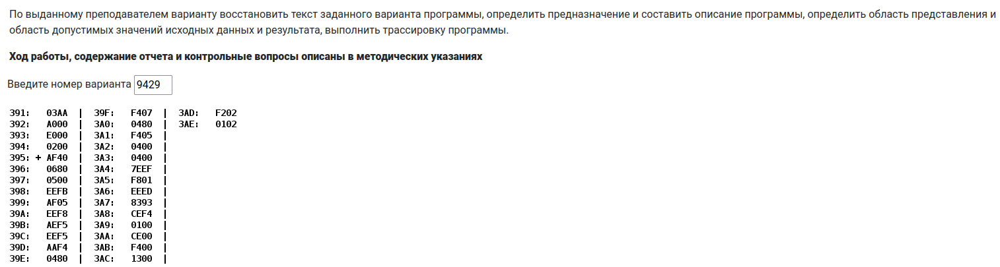 По выданному преподавателем варианту восстановить текст заданного варианта программы, определить предназначение и составить описание программы, определить область представления и
область допустимых значений исходных данных и результата, выполнить трассировку программы.
Ход работы, содержание отчета и контрольные вопросы описаны в методических указаниях
Введите номер варианта 9429
391: 03AA | 39F: F407 | 3AD: F202
392: A000 | 3A0: 0480 | 3AE: 0102
393: E000 | 3A1: F405 |
394: 0200 | 3A2: 0400 |
395: + AF40 | 3A3: 0400 |
396: 0680 | 3A4: 7EEF |
397: 0500 | 3A5: F801 |
398: EEFB | 3A6: EEED |
399: AF05 | 3A7: 8393 |
39A: EEF8 | 3A8: CEF4 |
39B: AEF5 | 3A9: 0100 |
39C: EEF5 | 3AA: CE00 |
39D: AAF4 | 3AB: F400 |
39E: 0480 | 3AC: 1300 |